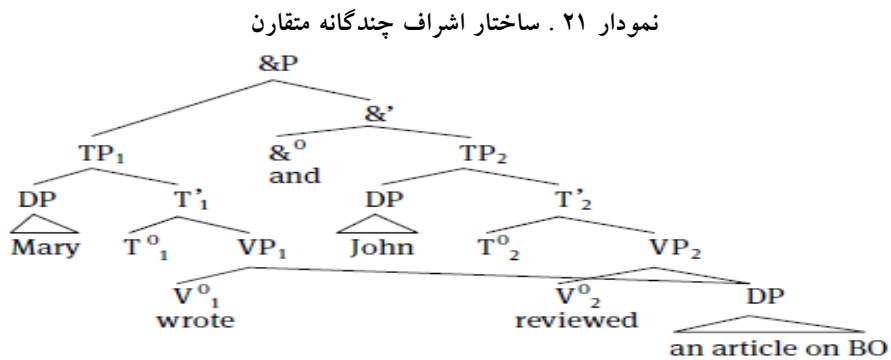 نمودار ۲۱ . ساختار اشراف چندگانه متقارن
&P
&’
TP₁ &⁰ TP₂
and
DP T’₁ DP T’₂
Mary T⁰₁ VP₁ John T⁰₂ VP₂
V⁰₁ V⁰₂ DP
wrote reviewed
an article on BO